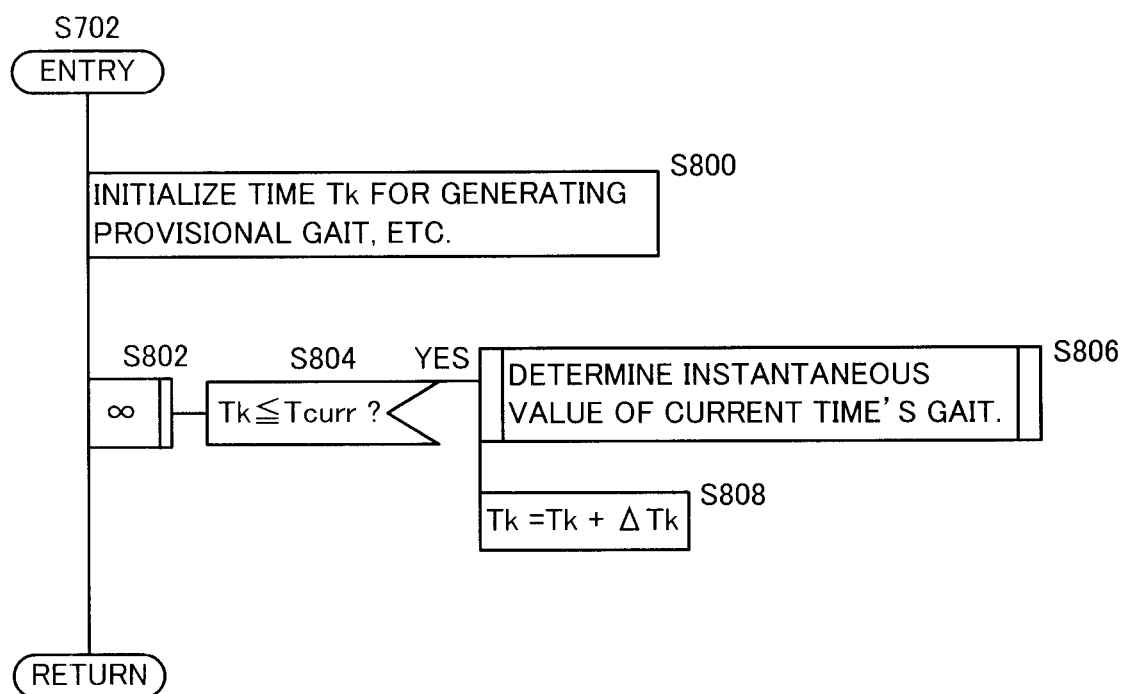 S702
ENTRY
S800
INITIALIZE TIME Tk FOR GENERATING
PROVISIONAL GAIT, ETC.
S802
∞
S804
Tk≦Tcurr ?
YES
S806
DETERMINE INSTANTANEOUS
VALUE OF CURRENT TIME'S GAIT.
S808
Tk =Tk + Δ Tk
RETURN